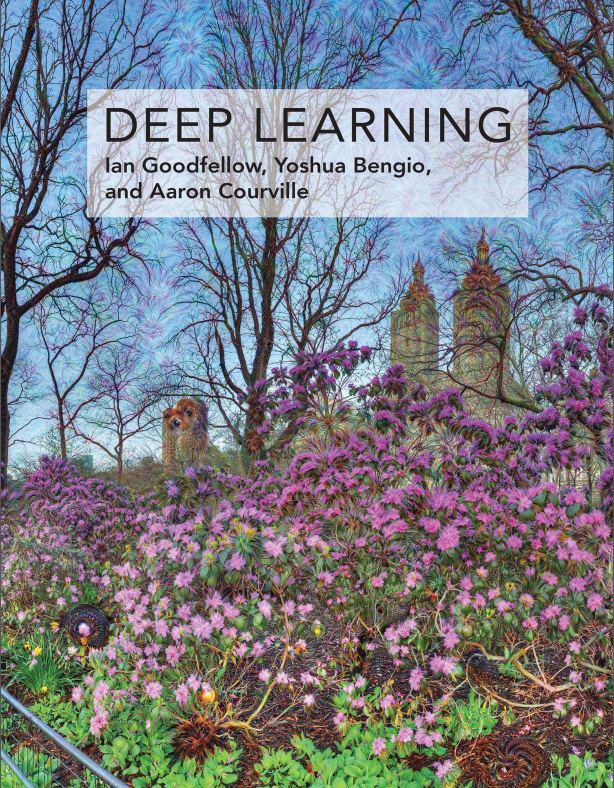 DEEP LEARNING
Ian Goodfellow, Yoshua Bengio,
and Aaron Courville